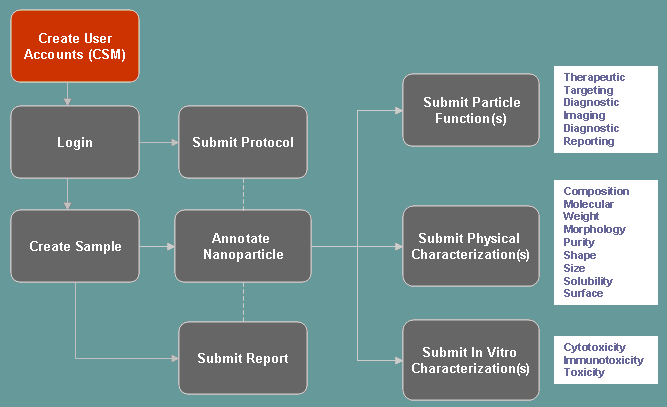 Create User
Accounts (CSM)
Login
Submit Protocol
Create Sample
Annotate
Nanoparticle
Submit Report
Submit Particle
Function(s)
Therapeutic
Targeting
Diagnostic
Imaging
Diagnostic
Reporting
Submit Physical
Characterization(s)
Composition
Molecular
Weight
Morphology
Purity
Shape
Size
Solubility
Surface
Submit In Vitro
Characterization(s)
Cytotoxicity
Immunotoxicity
Toxicity